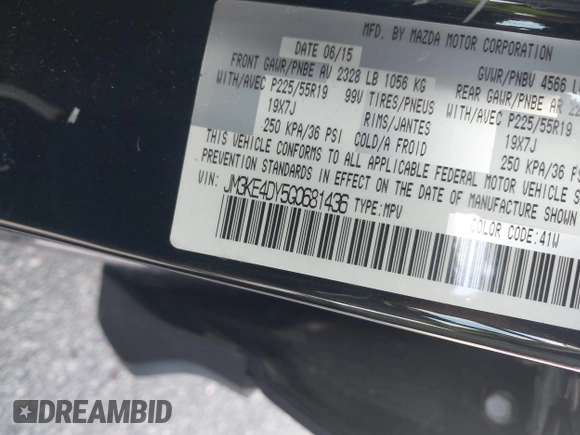 MFD. BY MAZDA MOTOR CORPORATION
DATE 06/15 GVWR/PNBV 4566 L
FRONT GAWR/PNBE AV 2328 LB 1056 KG REAR GAWR/PNBE AR
WITH/AVEC P225/55R19 99V TIRES/PNEUS WITH/AVEC P225/55R19
19X7J RIMS/JANTES 19X7J
250 KPA/36 PSI COLD/A FROID 250 KPA/36 PSI
THIS VEHICLE CONFORMS TO ALL APPLICABLE FEDERAL MOTOR VEHICLE
PREVENTION STANDARDS IN EFFECT ON THE DATE OF MANUFACTURE SHOWN
VIN: JM3KE4DY5G0681436 TYPE:MPV
COLOR CODE:41W
DREAMBID